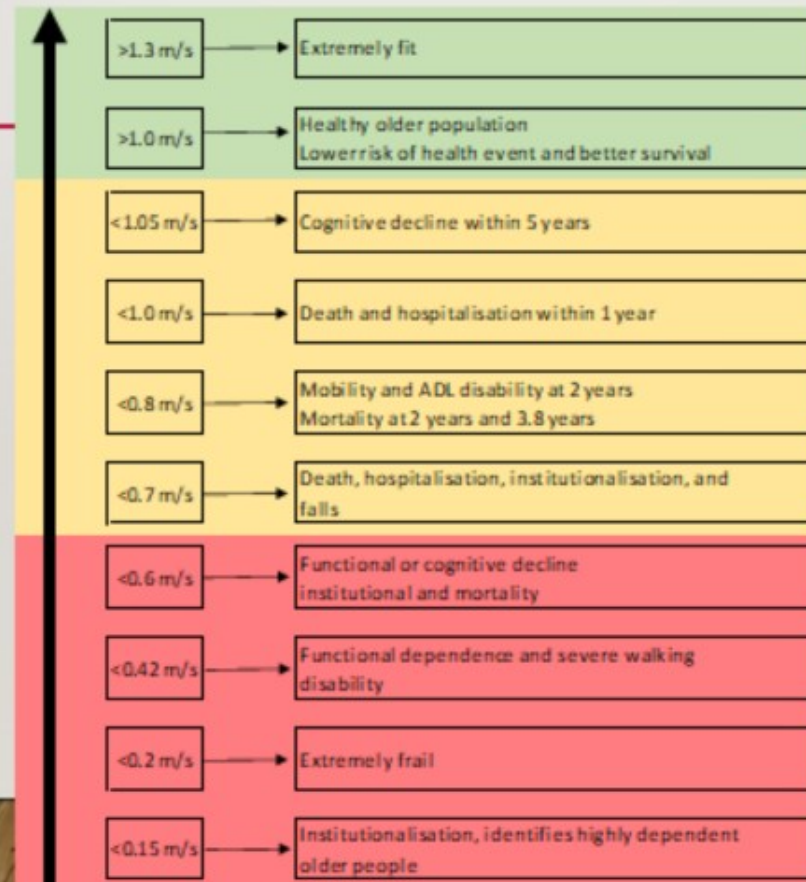 >1.3 m/s
Extremely fit
>1.0 m/s
Healthy older population
Lower risk of health event and better survival
<1.05 m/s
Cognitive decline within 5 years
<1.0 m/s
Death and hospitalisation within 1 year
<0.8 m/s
Mobility and ADL disability at 2 years
Mortality at 2 years and 3.8 years
<0.7 m/s
Death, hospitalisation, institutionalisation, and
falls
<0.6 m/s
Functional or cognitive decline
institutional and mortality
<0.42 m/s
Functional dependence and severe walking
disability
<0.2 m/s
Extremely frail
<0.15 m/s
Institutionalisation, identifies highly dependent
older people